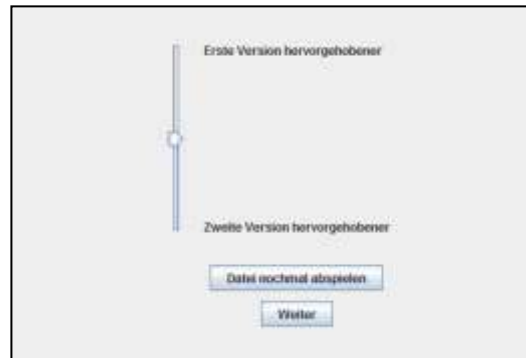 Erste Version hervorgehobener
Zweite Version hervorgehobener
Datei nochmal abspielen
Weiter